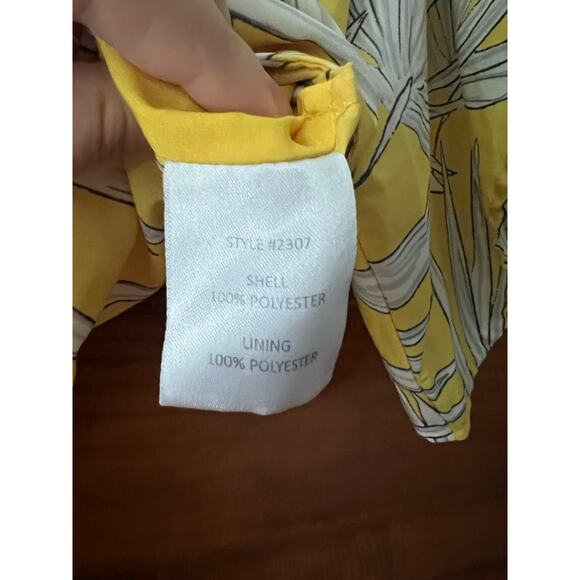 STYLE #2307
SHELL
100% POLYESTER
LINING
100% POLYESTER